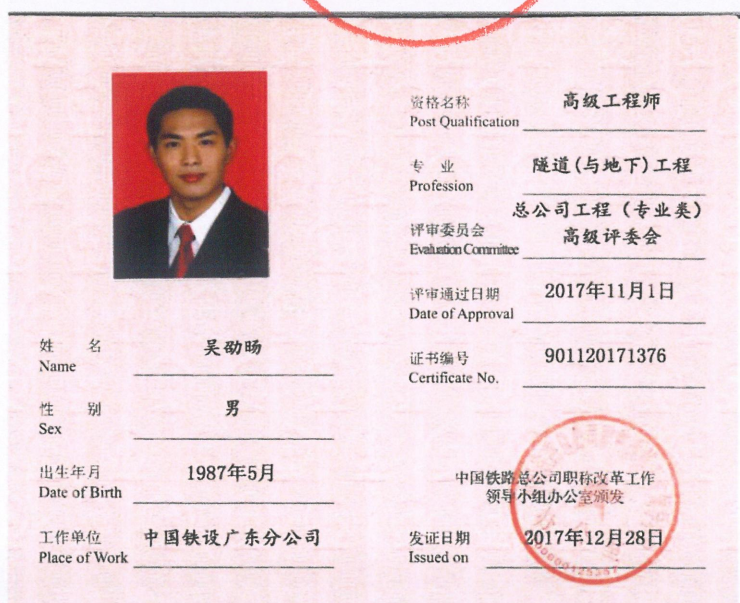 姓 名 吴劭旸
Name
性 别 男
Sex
出生年月 1987年5月
Date of Birth
工作单位 中国铁设广东分公司
Place of Work
资格名称 高级工程师
Post Qualification
专 业 隧道(与地下)工程
Profession
总公司工程（专业类）
评审委员会 高级评委会
Evaluation Committee
评审通过日期 2017年11月1日
Date of Approval
证书编号 901120171376
Certificate No.
中国铁路总公司职称改革工作
领导小组办公室颁发
发证日期 2017年12月28日
Issued on